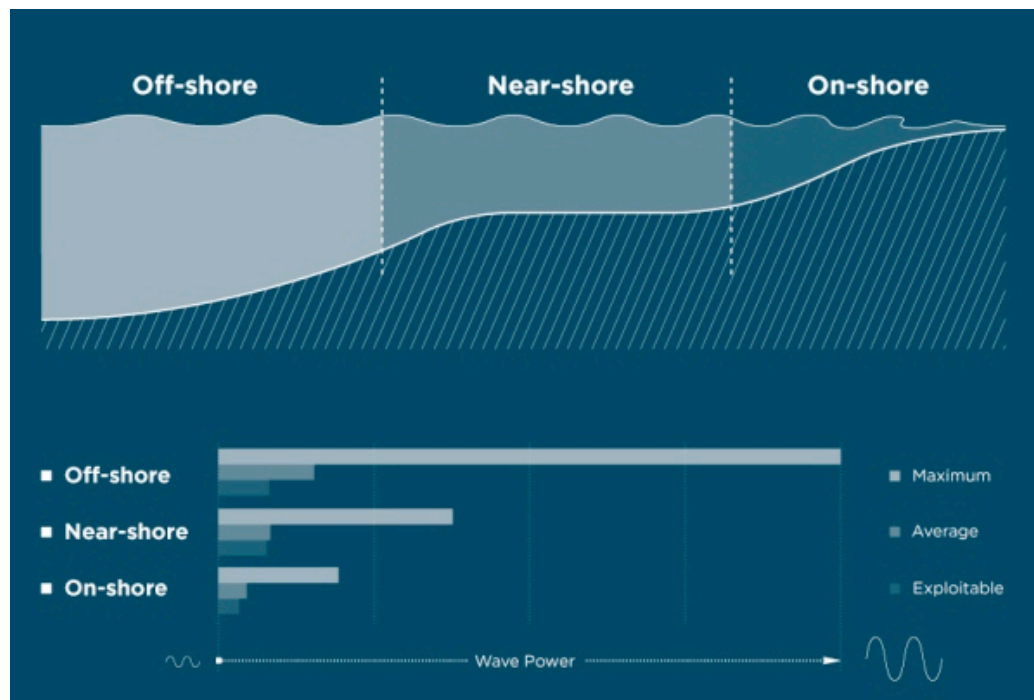 Off-shore
Near-shore
On-shore
Off-shore
Near-shore
On-shore
Maximum
Average
Exploitable
Wave Power